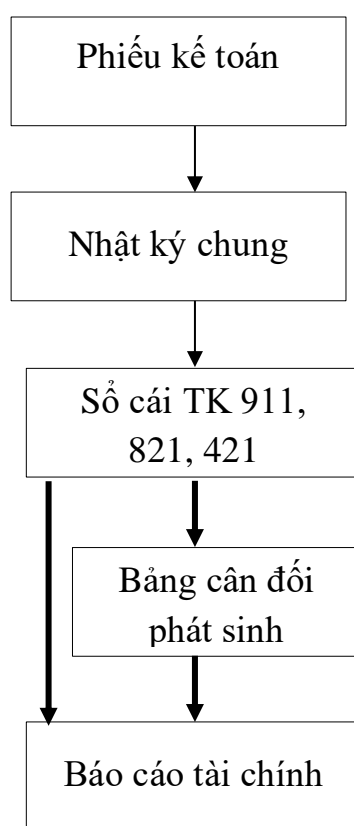 Phiếu kế toán
Nhật ký chung
Sổ cái TK 911,
821, 421
Bảng cân đối
phát sinh
Báo cáo tài chính